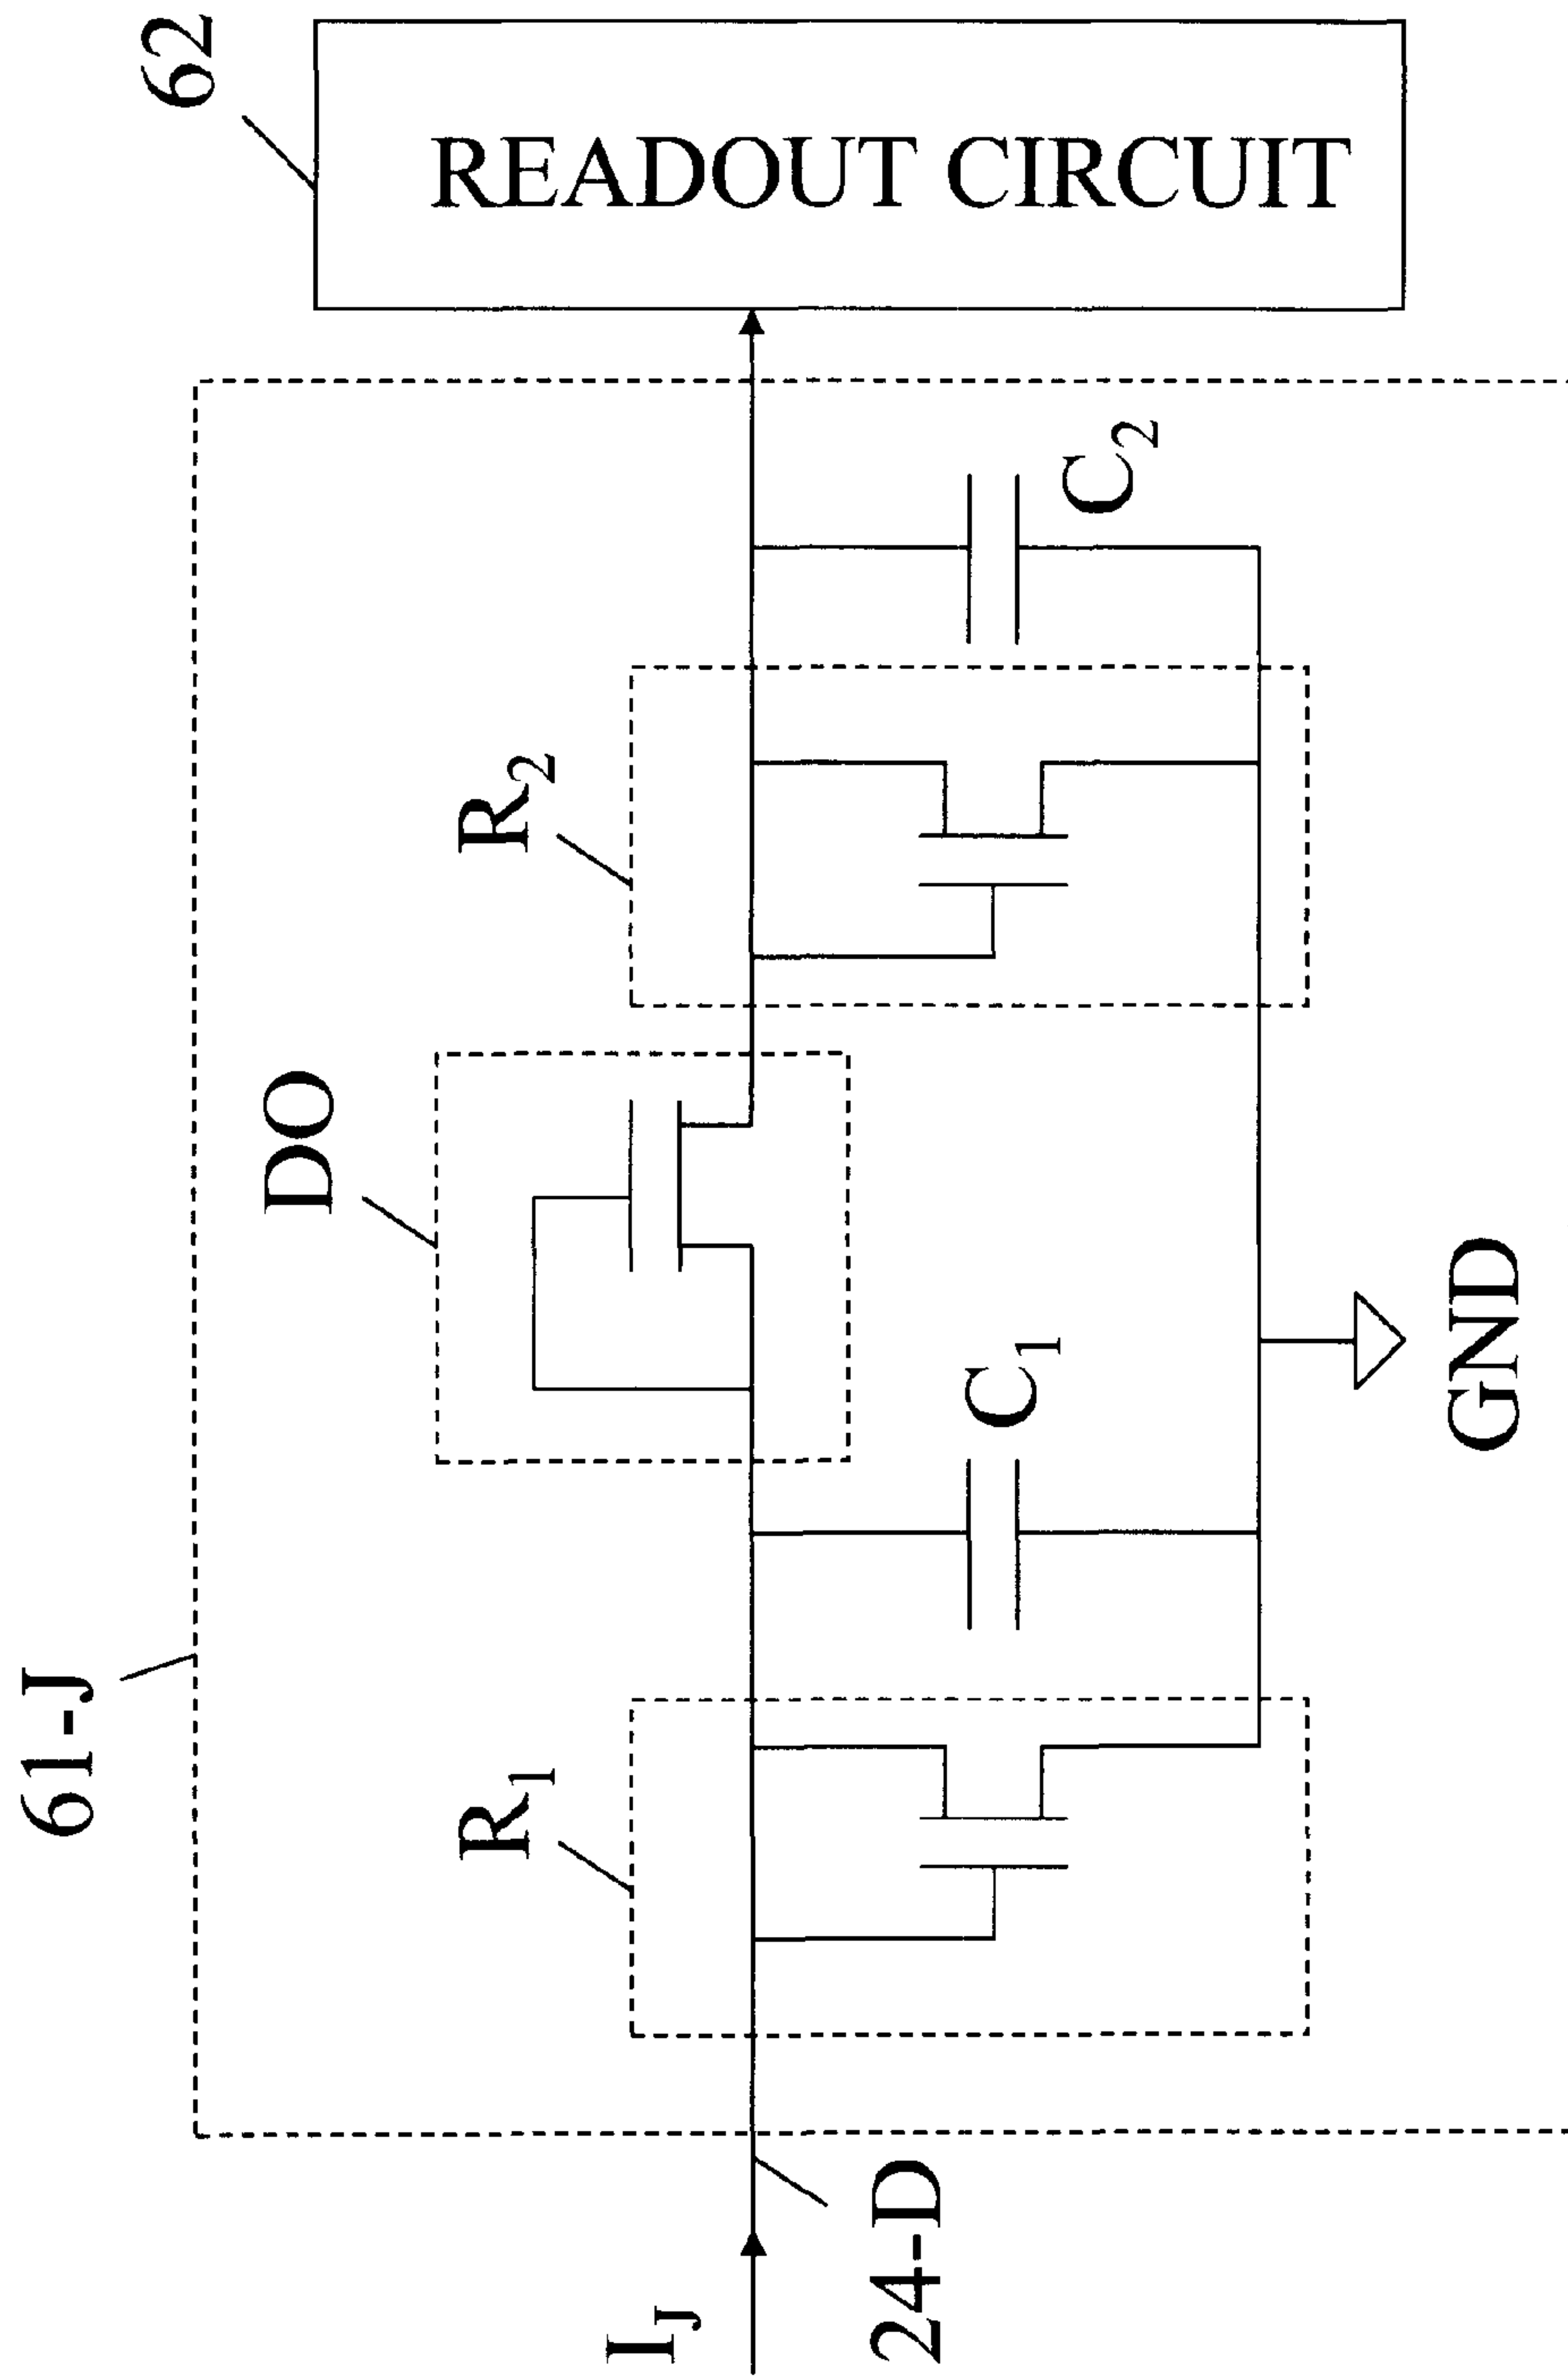 61-J
62
DO
R1
R2
READOUT CIRCUIT
IJ
24-D
C1
C2
GND